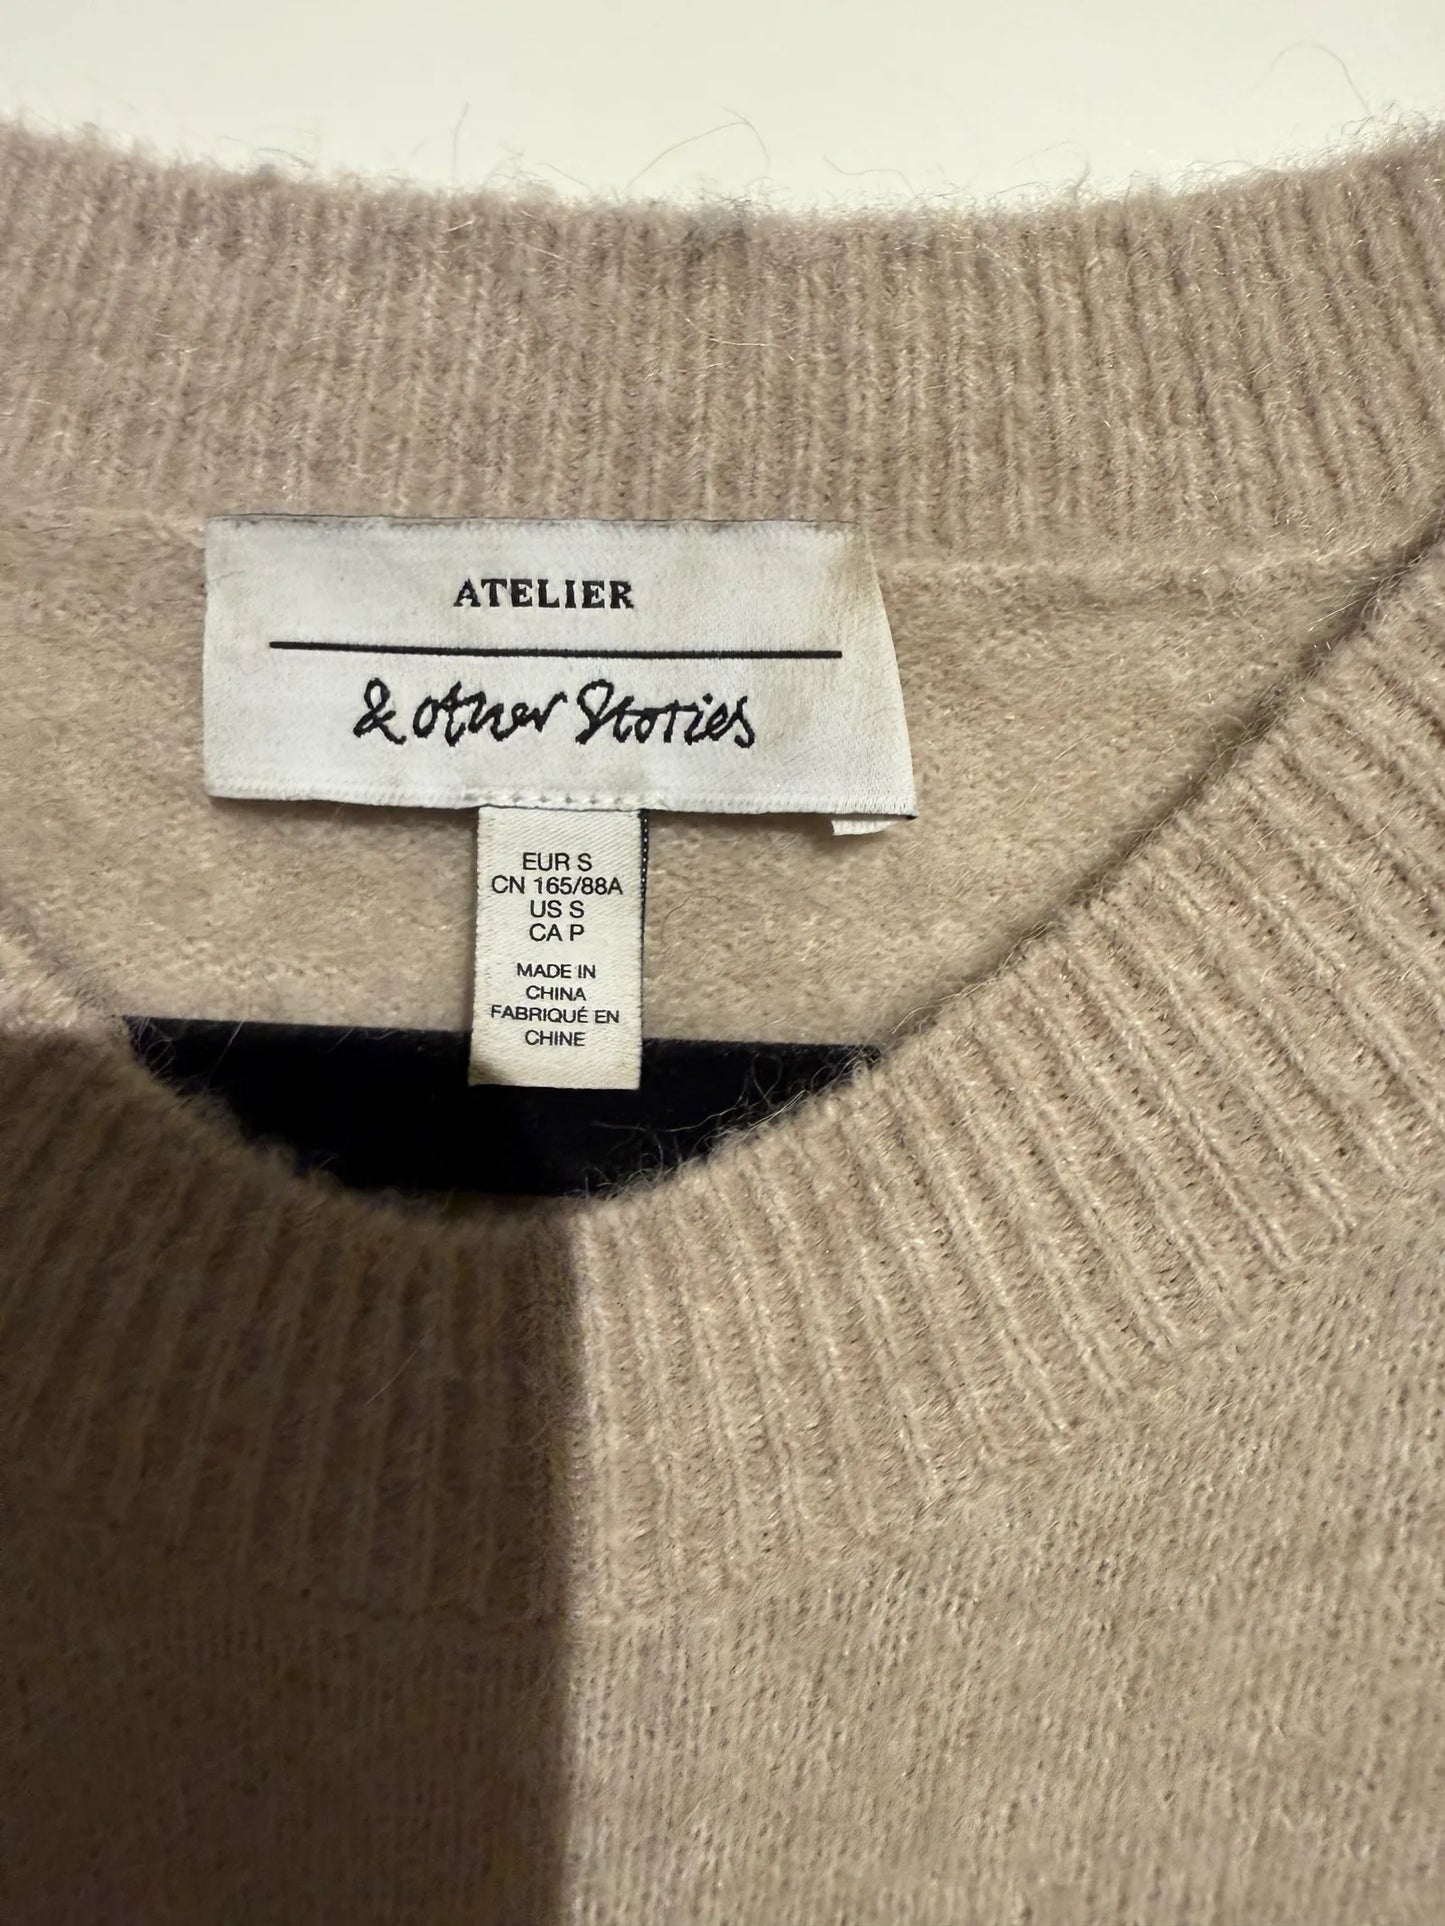 ATELIER
& other Stories
EUR S
CN 165/88A
US S
CA P
MADE IN
CHINA
FABRIQUÉ EN
CHINE